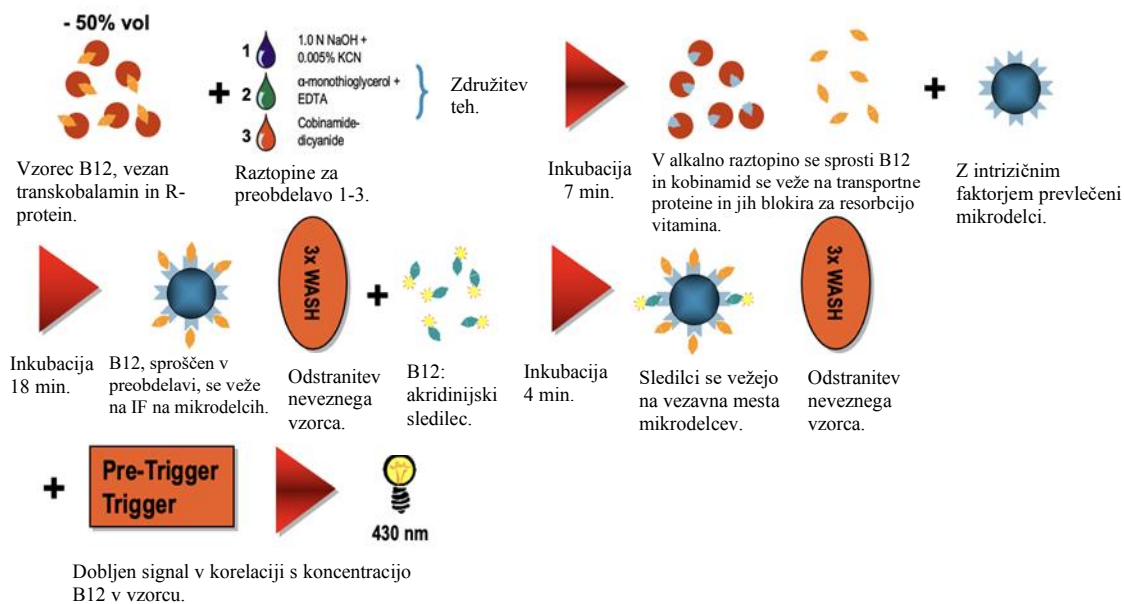 - 50% vol
1
1.0 N NaOH +
0.005% KCN
+
2
α-monothioglycerol +
EDTA
3
Cobinamide-
dicyanide
Združitev
teh.
+
Vzorec B12, vezan
transkobalamin in R-
protein.
Raztopine za
preobdelavo 1-3.
Inkubacija
7 min.
V alkalno raztopino se sprosti B12
in kobinamid se veže na transportne
proteine in jih blokira za resorbcijo
vitamina.
Z intrizičnim
faktorjem prevlečeni
mikrodelci.
3x WASH
+
3x WASH
Inkubacija
18 min.
B12, sproščen v
preobdelavi, se veže
na IF na mikrodelcih.
Odstranitev
neveznega
vzorca.
B12:
akridinijski
sledilec.
Inkubacija
4 min.
Sledilci se vežejo
na vezavna mesta
mikrodelcev.
Odstranitev
neveznega
vzorca.
+
Pre-Trigger
Trigger
430 nm
Dobljen signal v korelaciji s koncentracijo
B12 v vzorcu.